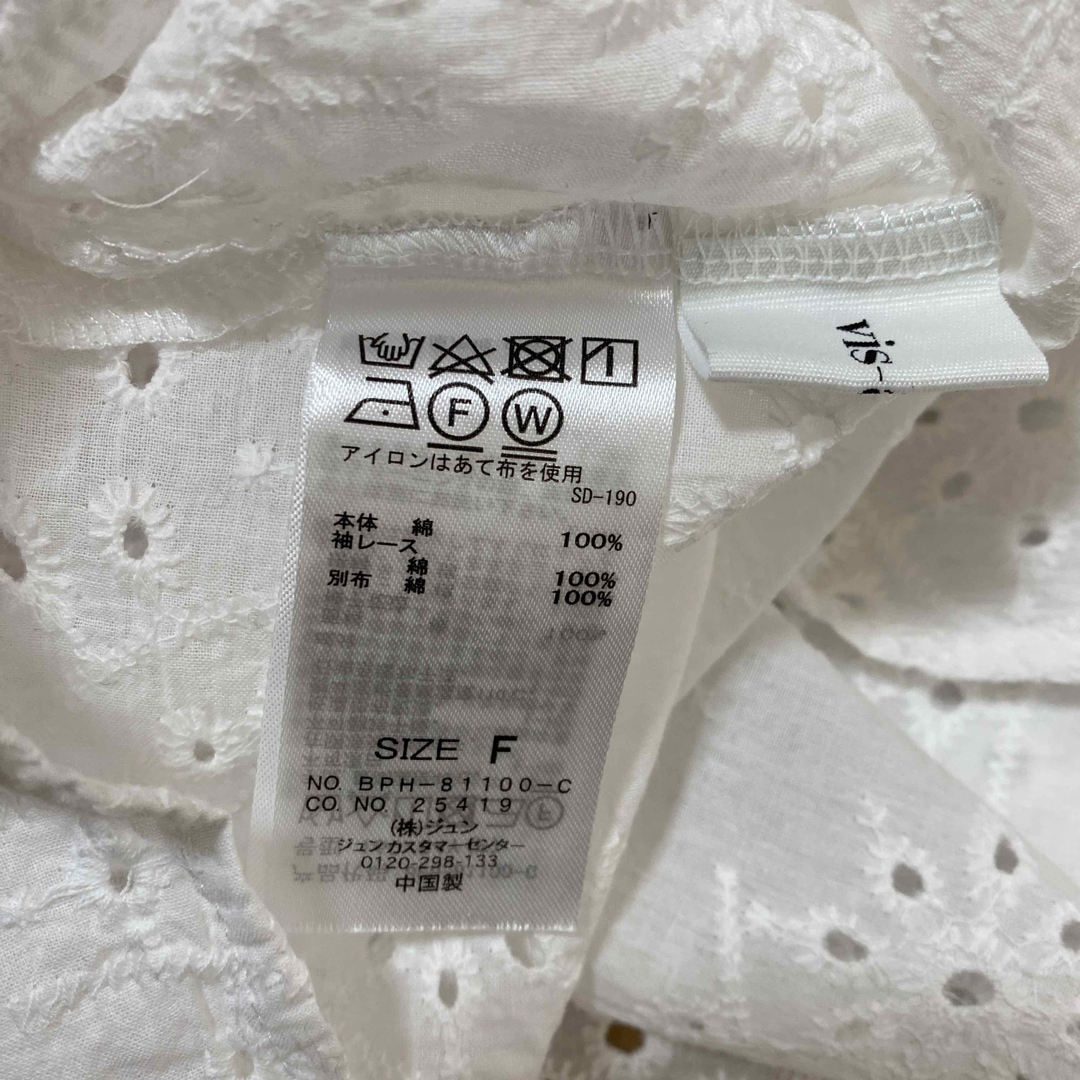 F W
アイロンはあて布を使用
SD-190
本体 綿 100%
袖レース
綿 100%
別布 綿 100%
SIZE F
NO. BPH-81100-C
CO. NO. 25419
(株)ジュン
ジュンカスタマーセンター
0120-298-133
中国製
vis-